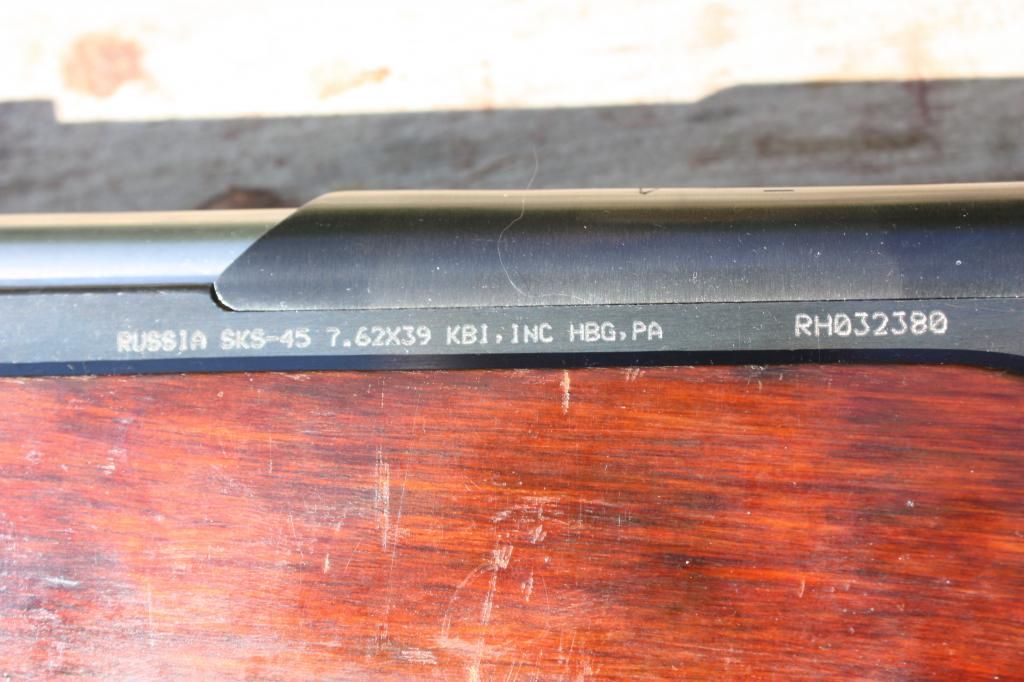 RUSSIA SKS-45 7.62X39 KBI, INC HBG, PA RH032380